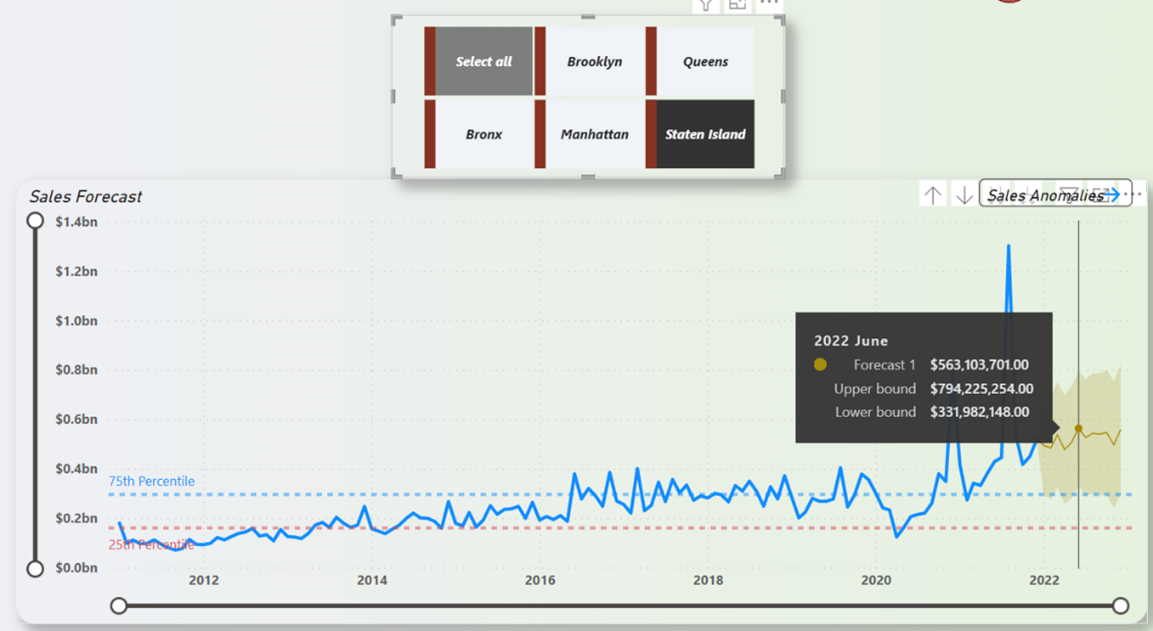 Select all
Brooklyn
Queens
Bronx
Manhattan
Staten Island
Sales Forecast
Sales Anomalies
$1.4bn
$1.2bn
$1.0bn
$0.8bn
$0.6bn
$0.4bn
$0.2bn
$0.0bn
2022 June
Forecast 1 $563,103,701.00
Upper bound $794,225,254.00
Lower bound $331,982,148.00
75th Percentile
25th Percentile
2012 2014 2016 2018 2020 2022